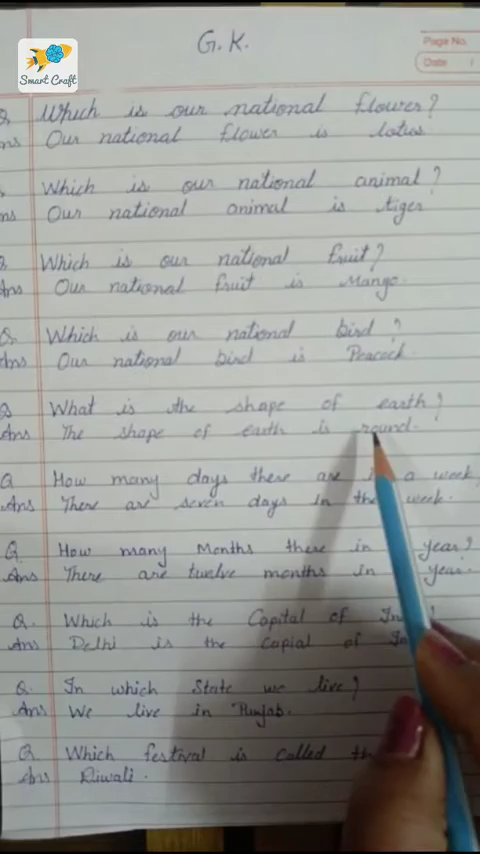 Smart Craft
G.K.
Page No.
Date
Q Which is our national flower?
Ans Our national flower is lotus
Which is our national animal?
Ans Our national animal is tiger
Q. Which is our national fruit?
Ans Our national fruit is Mango.
Q. Which is our national bird?
Ans Our national bird is Peacock.
Q What is the shape of earth?
Ans The shape of earth is round.
Q How many days there are a week
Ans There are seven days in the week.
Q. How many Months there in year?
Ans There are twelve months in year.
Q. Which is the Capital of ?
Ans Delhi is the Capial of
Q. In which State we live?
Ans We live in Punjab.
Q Which festival is called
Ans Diwali.